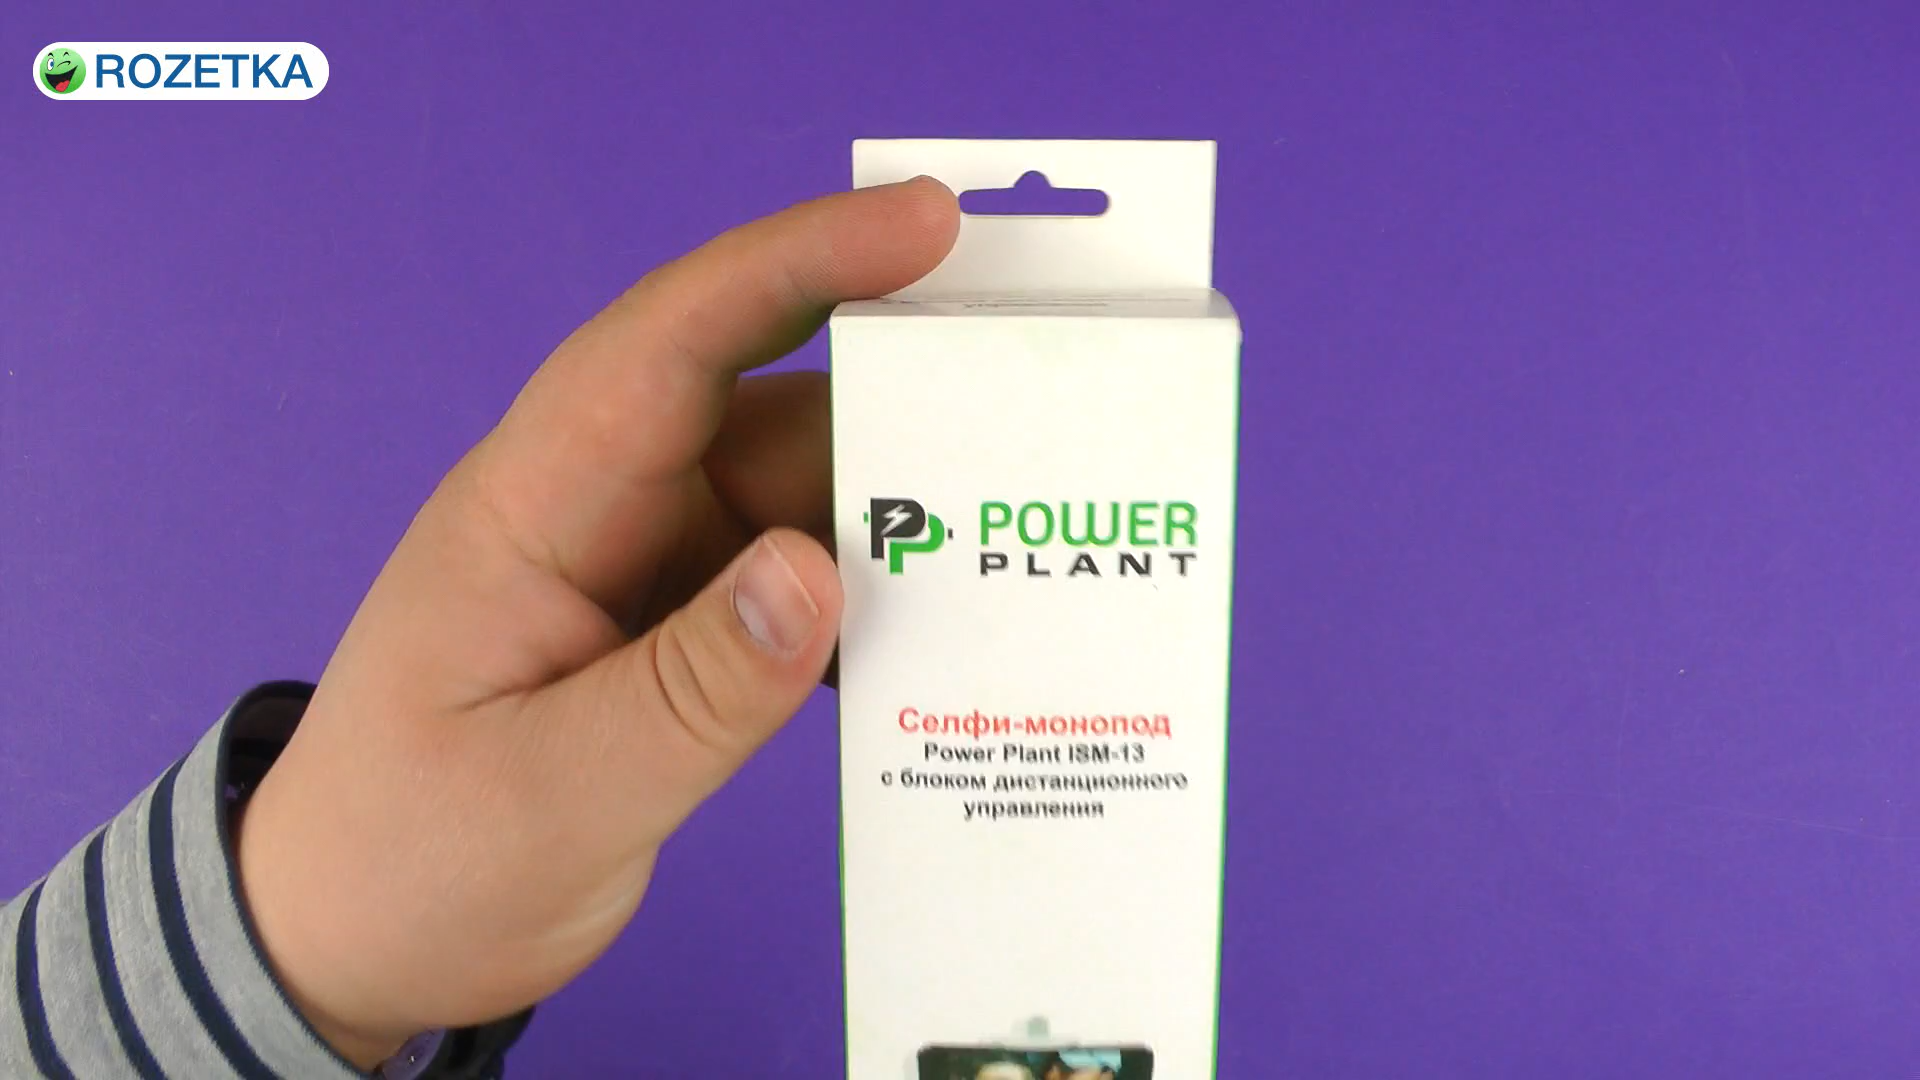 ROZETKA
POWER
PLANT
Селфи-монопод
Power Plant ISM-13
с блоком дистанционного
управления